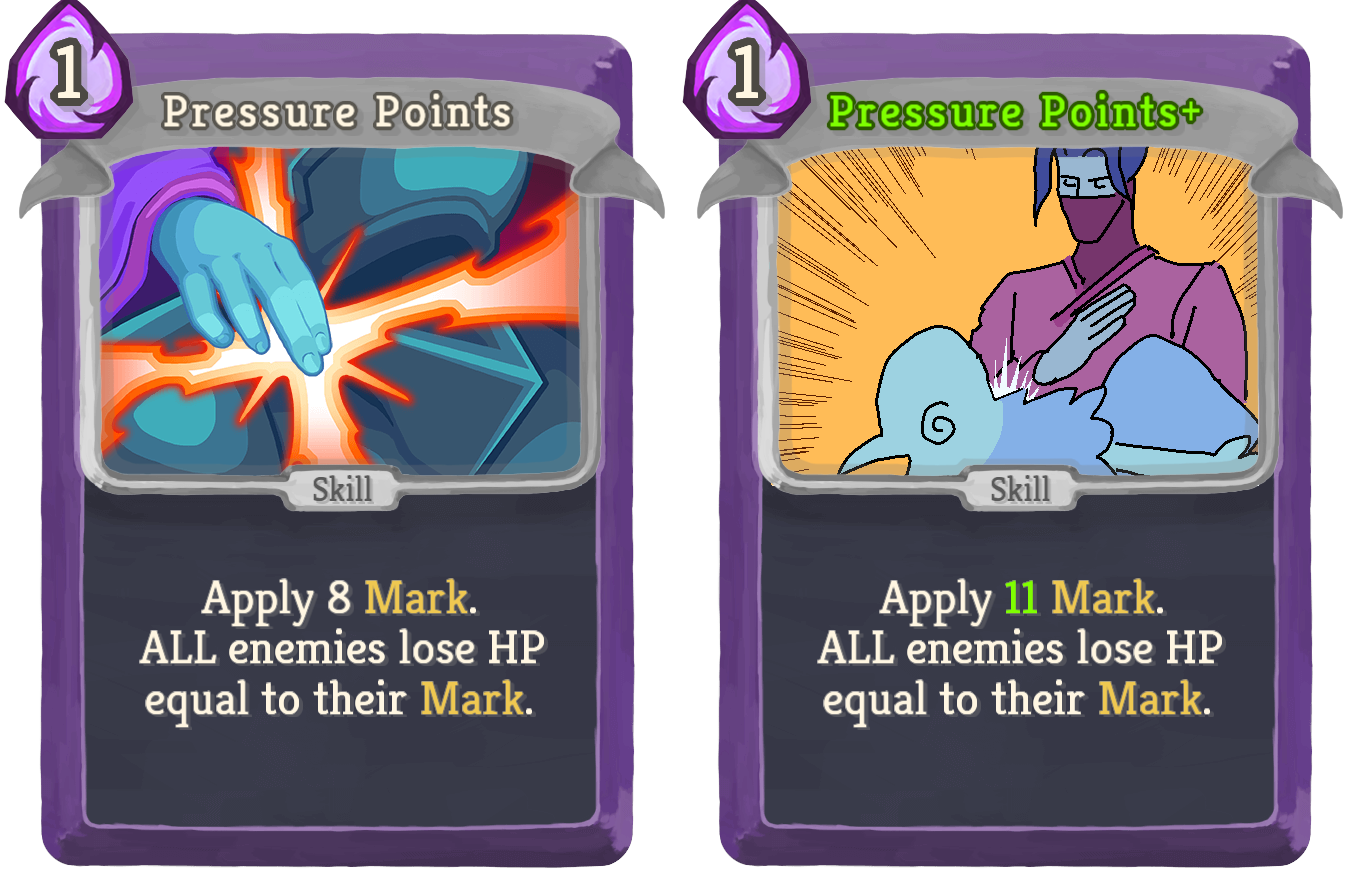 1
Pressure Points
Skill
Apply 8 Mark.
ALL enemies lose HP
equal to their Mark.
1
Pressure Points+
Skill
Apply 11 Mark.
ALL enemies lose HP
equal to their Mark.